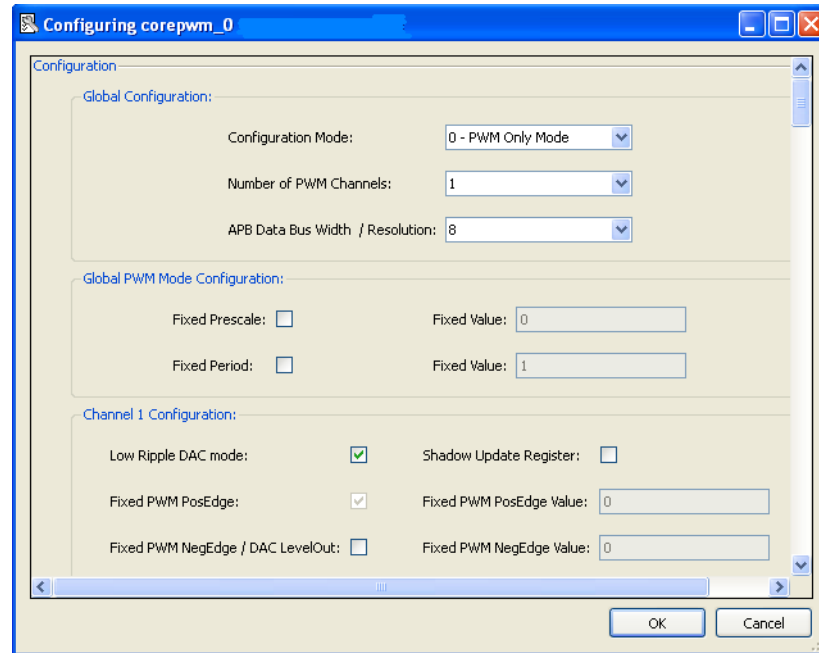 Configuring corepwm_0
Configuration
Global Configuration:
Configuration Mode: 0 - PWM Only Mode
Number of PWM Channels: 1
APB Data Bus Width / Resolution: 8
Global PWM Mode Configuration:
Fixed Prescale: Fixed Value: 0
Fixed Period: Fixed Value: 1
Channel 1 Configuration:
Low Ripple DAC mode: Shadow Update Register:
Fixed PWM PosEdge: Fixed PWM PosEdge Value: 0
Fixed PWM NegEdge / DAC LevelOut: Fixed PWM NegEdge Value: 0
OK Cancel